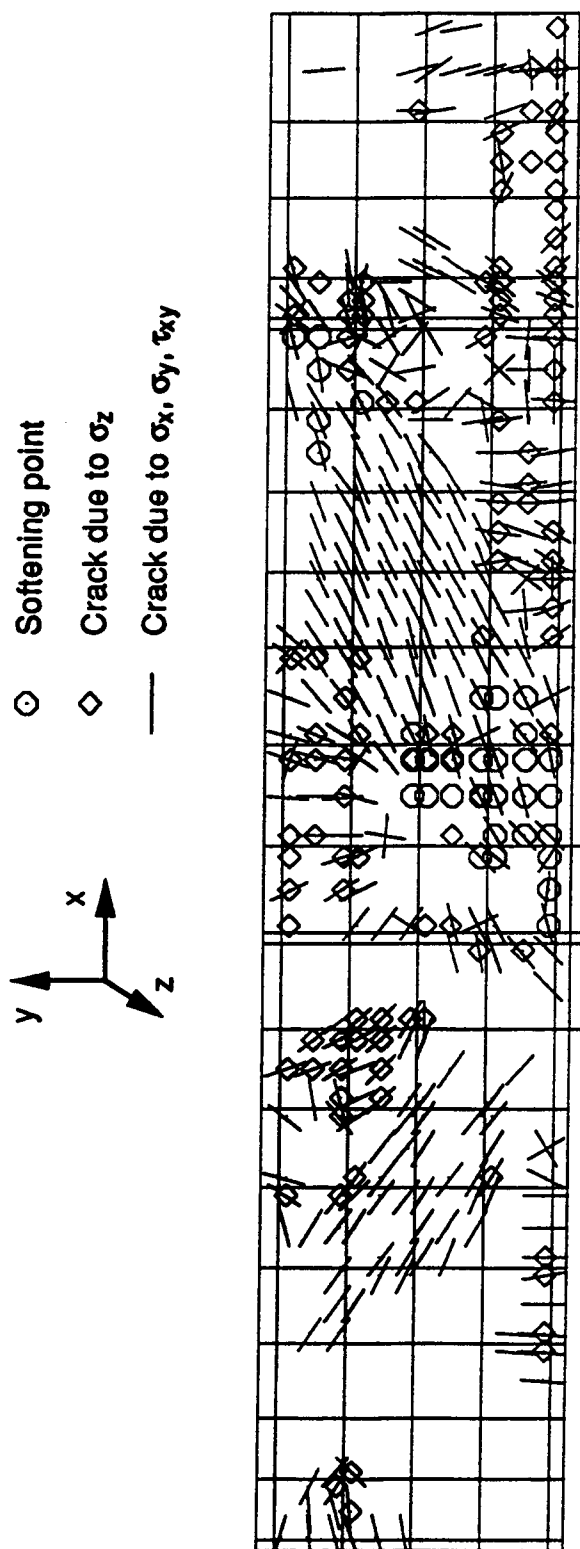 Softening point
Crack due to σz
Crack due to σx, σy, τxy
y
x
z